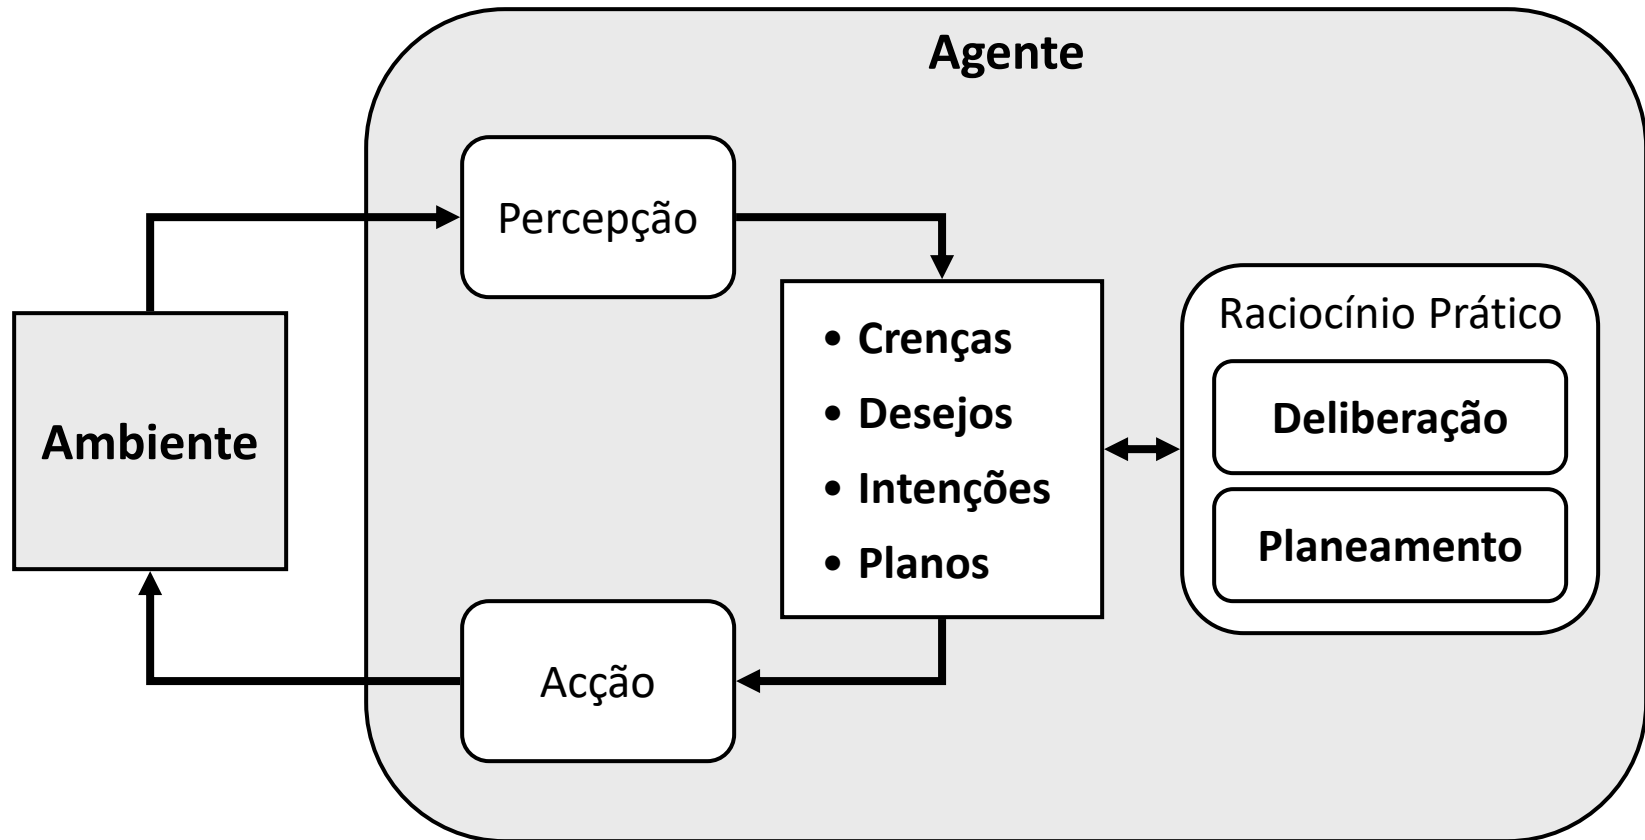 Agente
Percepção
Ambiente
• Crenças
• Desejos
• Intenções
• Planos
Raciocínio Prático
Deliberação
Planeamento
Acção